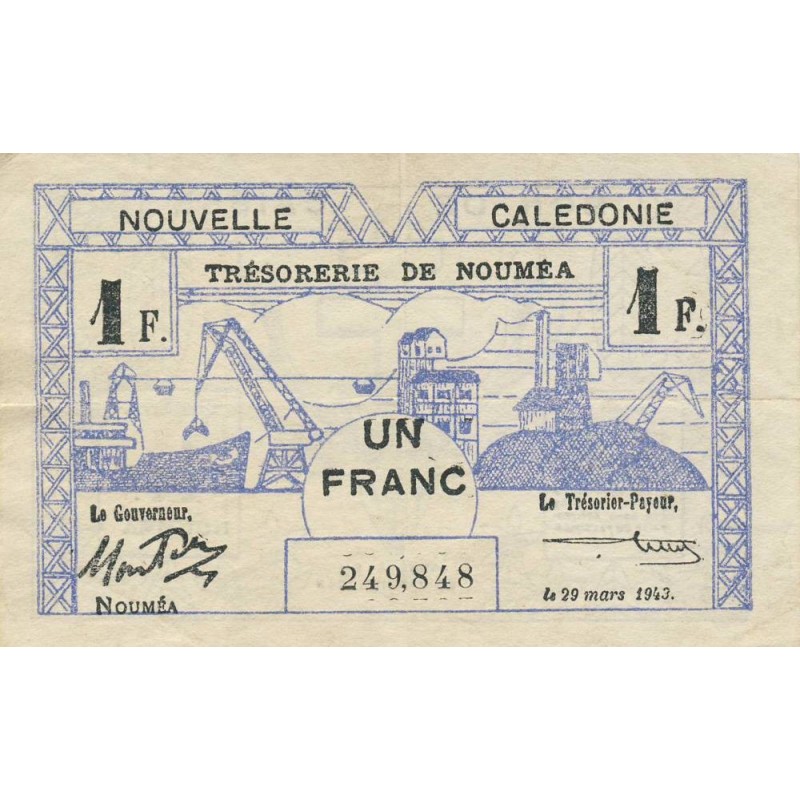 NOUVELLE CALEDONIE
TRÉSORERIE DE NOUMÉA
1 F. 1 F.
UN
FRANC
Le Gouverneur, Le Trésorier-Payeur,
249,848
NOUMÉA
le 29 mars 1943.